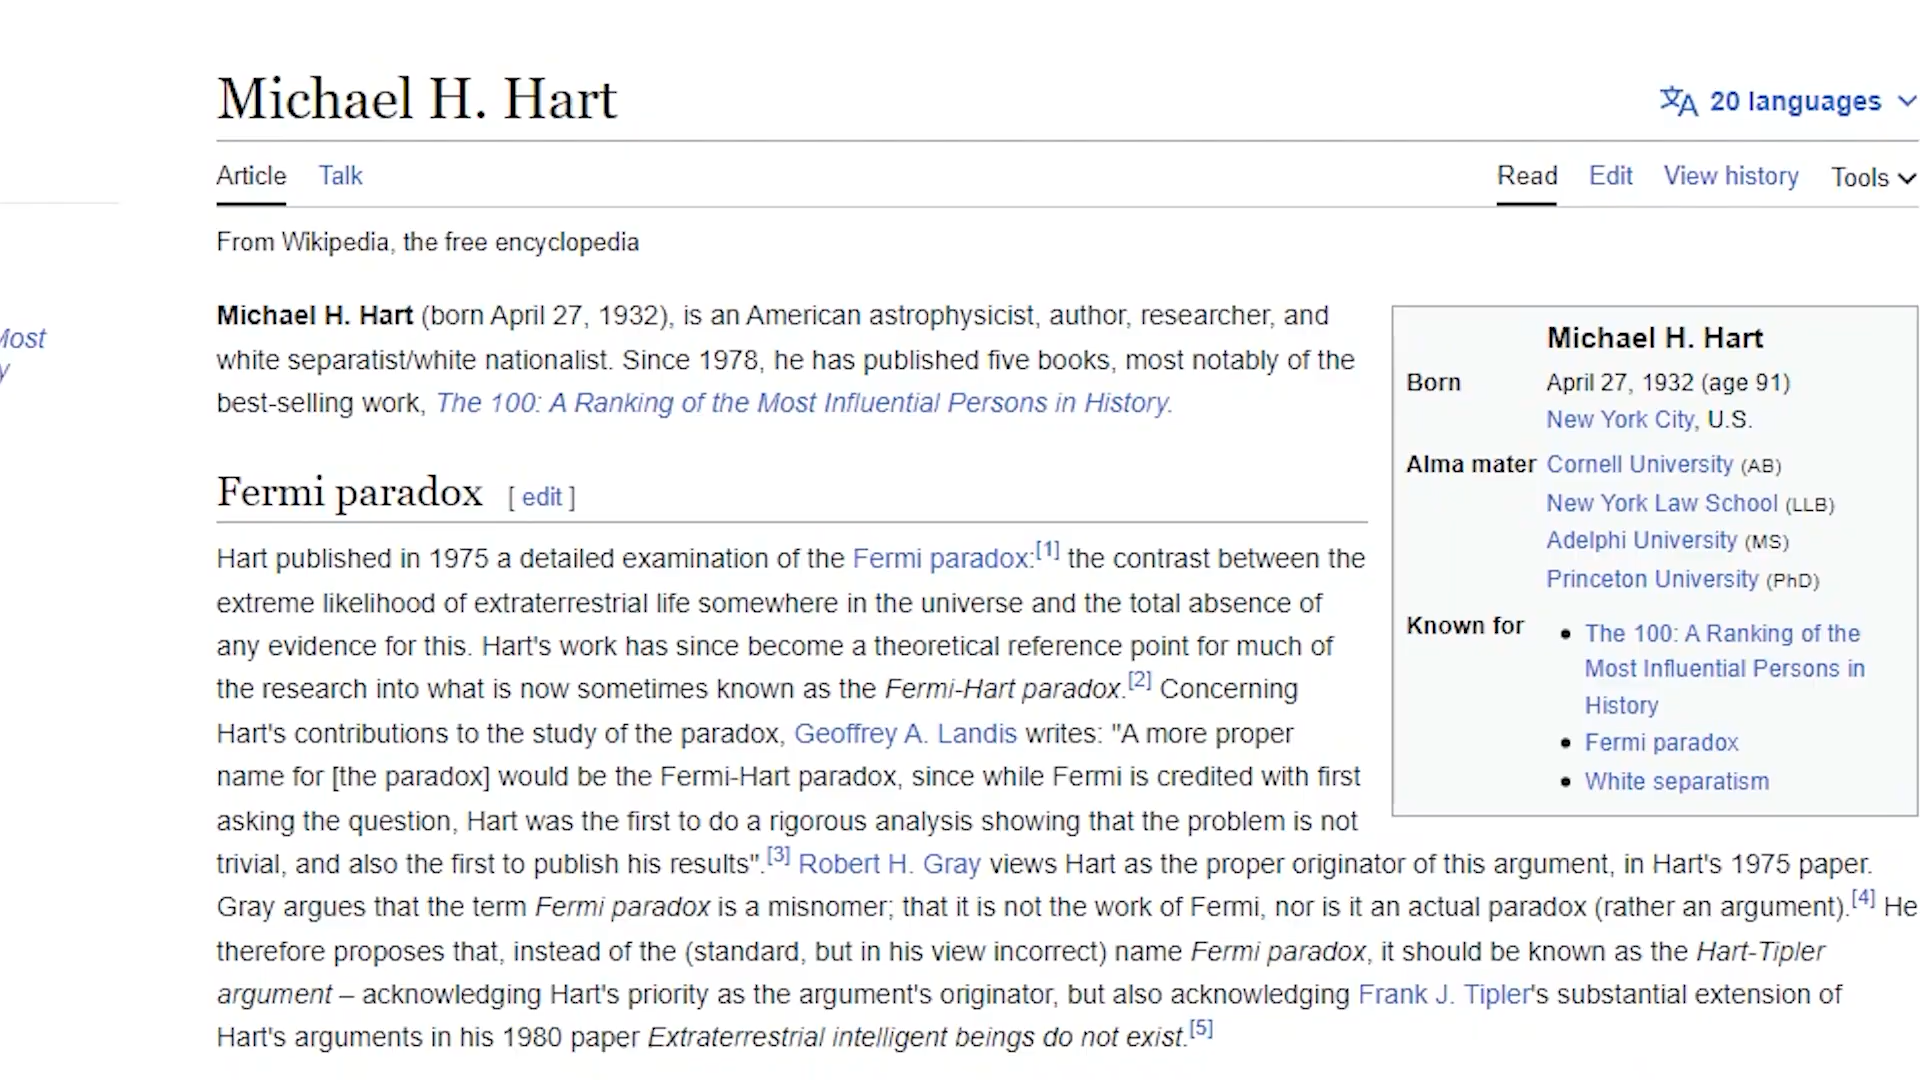 Michael H. Hart
20 languages
Article Talk Read Edit View history Tools
From Wikipedia, the free encyclopedia
Most
y
Michael H. Hart (born April 27, 1932), is an American astrophysicist, author, researcher, and
white separatist/white nationalist. Since 1978, he has published five books, most notably of the
best-selling work, The 100: A Ranking of the Most Influential Persons in History.
Fermi paradox [ edit ]
Hart published in 1975 a detailed examination of the Fermi paradox:[1] the contrast between the
extreme likelihood of extraterrestrial life somewhere in the universe and the total absence of
any evidence for this. Hart's work has since become a theoretical reference point for much of
the research into what is now sometimes known as the Fermi-Hart paradox.[2] Concerning
Hart's contributions to the study of the paradox, Geoffrey A. Landis writes: "A more proper
name for [the paradox] would be the Fermi-Hart paradox, since while Fermi is credited with first
asking the question, Hart was the first to do a rigorous analysis showing that the problem is not
trivial, and also the first to publish his results".[3] Robert H. Gray views Hart as the proper originator of this argument, in Hart's 1975 paper.
Gray argues that the term Fermi paradox is a misnomer; that it is not the work of Fermi, nor is it an actual paradox (rather an argument).[4] He
therefore proposes that, instead of the (standard, but in his view incorrect) name Fermi paradox, it should be known as the Hart-Tipler
argument – acknowledging Hart's priority as the argument's originator, but also acknowledging Frank J. Tipler's substantial extension of
Hart's arguments in his 1980 paper Extraterrestrial intelligent beings do not exist.[5]
Michael H. Hart
Born April 27, 1932 (age 91)
New York City, U.S.
Alma mater Cornell University (AB)
New York Law School (LLB)
Adelphi University (MS)
Princeton University (PhD)
Known for • The 100: A Ranking of the
Most Influential Persons in
History
• Fermi paradox
• White separatism